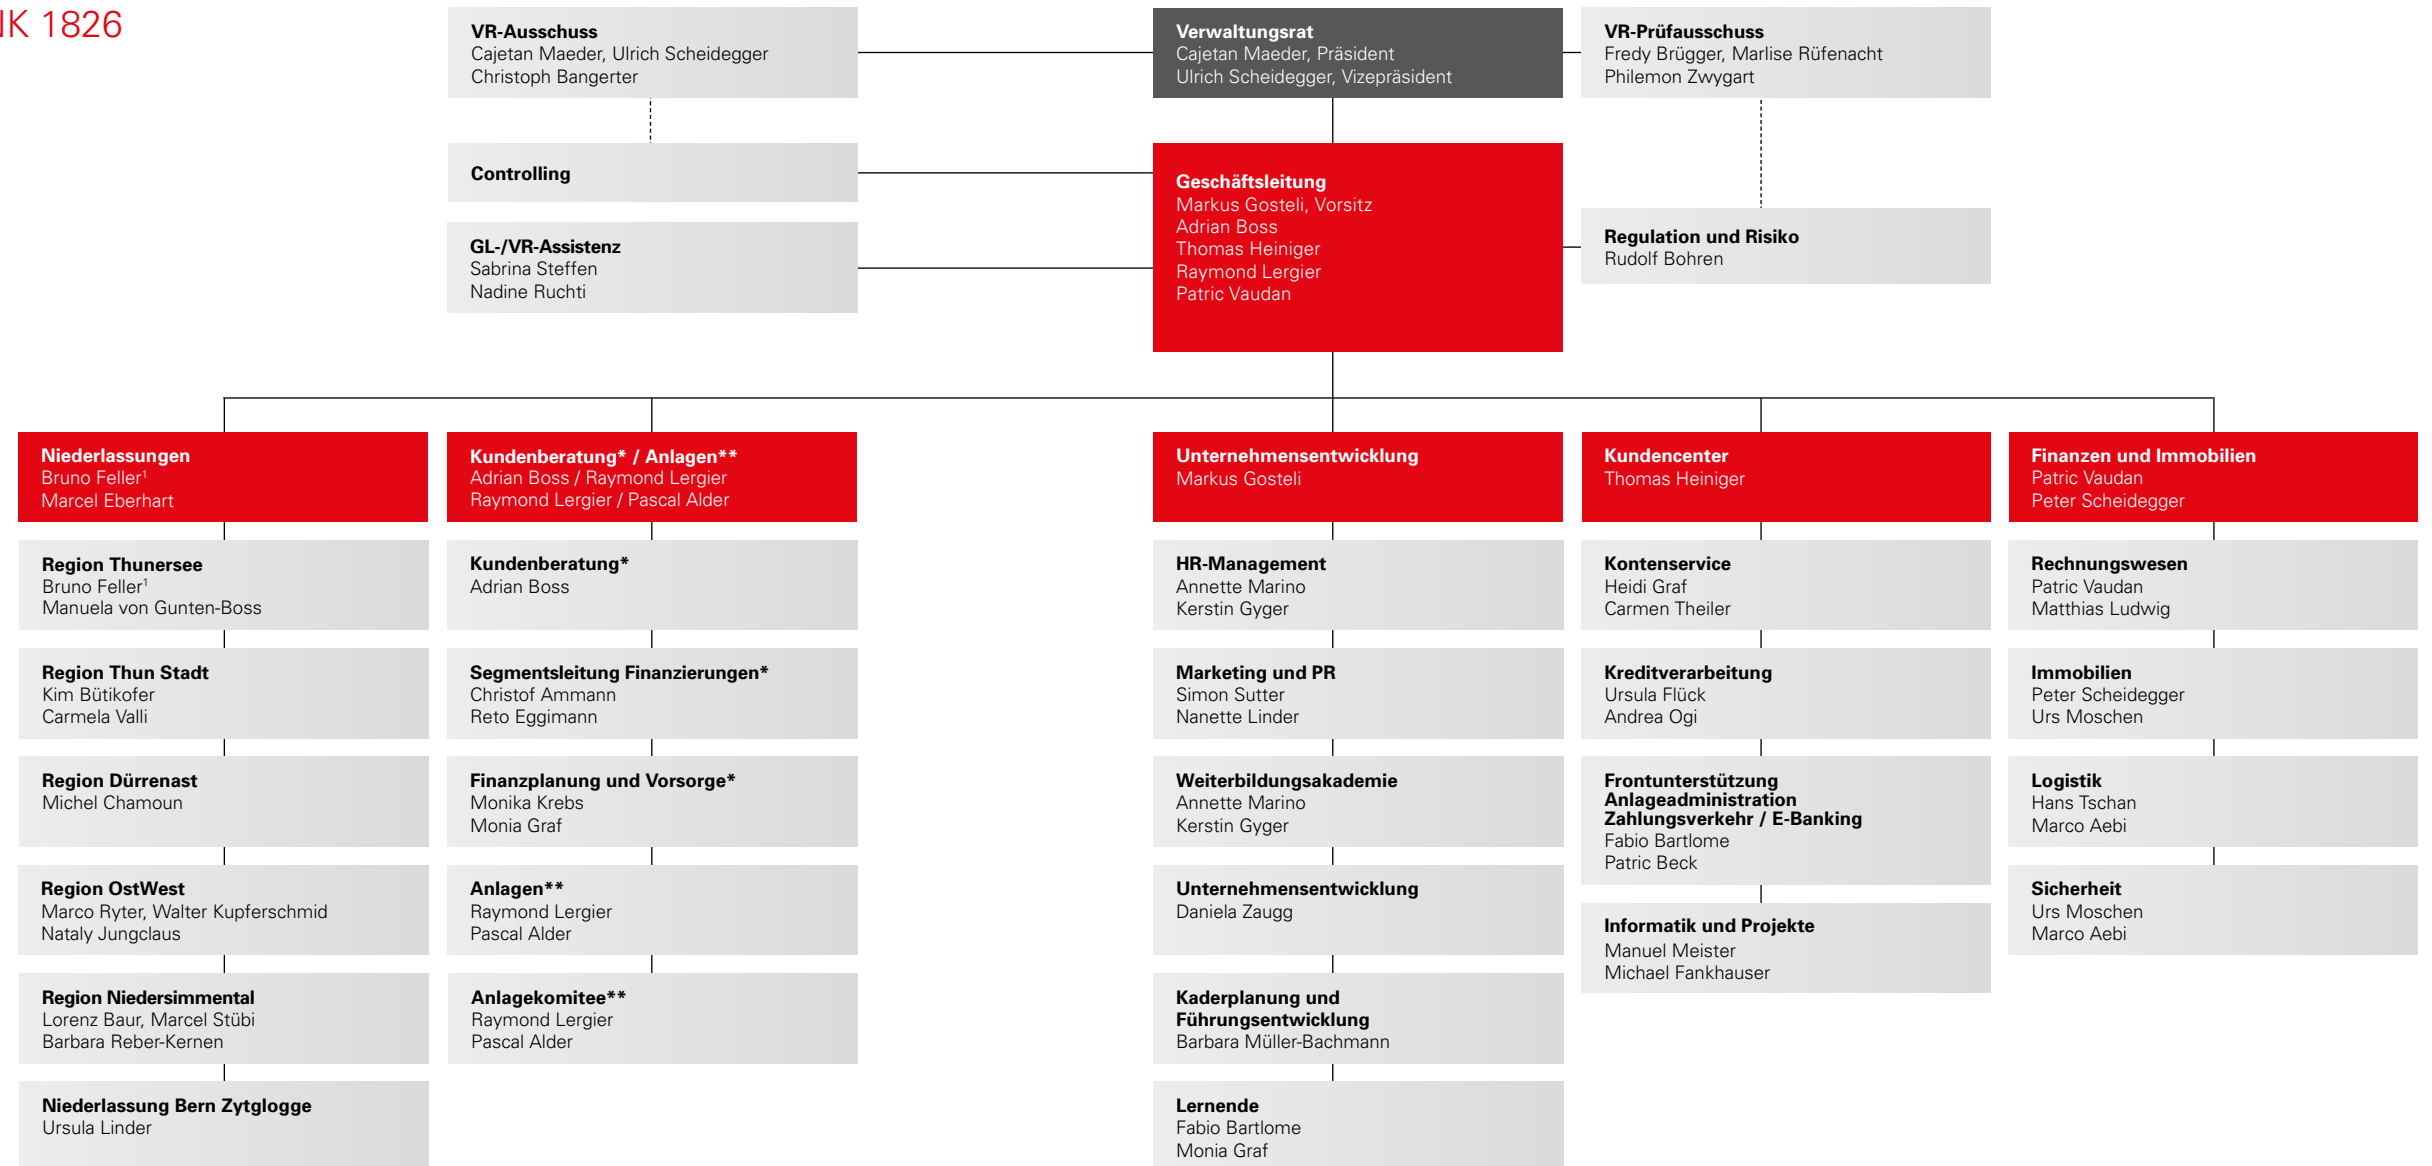 NK 1826
VR-Ausschuss
Cajetan Maeder, Ulrich Scheidegger
Christoph Bangerter
Verwaltungsrat
Cajetan Maeder, Präsident
Ulrich Scheidegger, Vizepräsident
VR-Prüfausschuss
Fredy Brügger, Marlise Rüfenacht
Philemon Zwygart
Controlling
Geschäftsleitung
Markus Gosteli, Vorsitz
Adrian Boss
Thomas Heiniger
Raymond Lergier
Patric Vaudan
GL-/VR-Assistenz
Sabrina Steffen
Nadine Ruchti
Regulation und Risiko
Rudolf Bohren
Niederlassungen
Bruno Feller¹
Marcel Eberhart
Region Thunersee
Bruno Feller¹
Manuela von Gunten-Boss
Region Thun Stadt
Kim Bütikofer
Carmela Valli
Region Dürrenast
Michel Chamoun
Region OstWest
Marco Ryter, Walter Kupferschmid
Nataly Jungclaus
Region Niedersimmental
Lorenz Baur, Marcel Stübi
Barbara Reber-Kernen
Niederlassung Bern Zytglogge
Ursula Linder
Kundenberatung* / Anlagen**
Adrian Boss / Raymond Lergier
Raymond Lergier / Pascal Alder
Kundenberatung*
Adrian Boss
Segmentsleitung Finanzierungen*
Christof Ammann
Reto Eggimann
Finanzplanung und Vorsorge*
Monika Krebs
Monia Graf
Anlagen**
Raymond Lergier
Pascal Alder
Anlagekomitee**
Raymond Lergier
Pascal Alder
Unternehmensentwicklung
Markus Gosteli
HR-Management
Annette Marino
Kerstin Gyger
Marketing und PR
Simon Sutter
Nanette Linder
Weiterbildungsakademie
Annette Marino
Kerstin Gyger
Unternehmensentwicklung
Daniela Zaugg
Kaderplanung und
Führungsentwicklung
Barbara Müller-Bachmann
Lernende
Fabio Bartlome
Monia Graf
Kundencenter
Thomas Heiniger
Kontenservice
Heidi Graf
Carmen Theiler
Kreditverarbeitung
Ursula Flück
Andrea Ogi
Frontunterstützung
Anlageadministration
Zahlungsverkehr / E-Banking
Fabio Bartlome
Patric Beck
Informatik und Projekte
Manuel Meister
Michael Fankhauser
Finanzen und Immobilien
Patric Vaudan
Peter Scheidegger
Rechnungswesen
Patric Vaudan
Matthias Ludwig
Immobilien
Peter Scheidegger
Urs Moschen
Logistik
Hans Tschan
Marco Aebi
Sicherheit
Urs Moschen
Marco Aebi